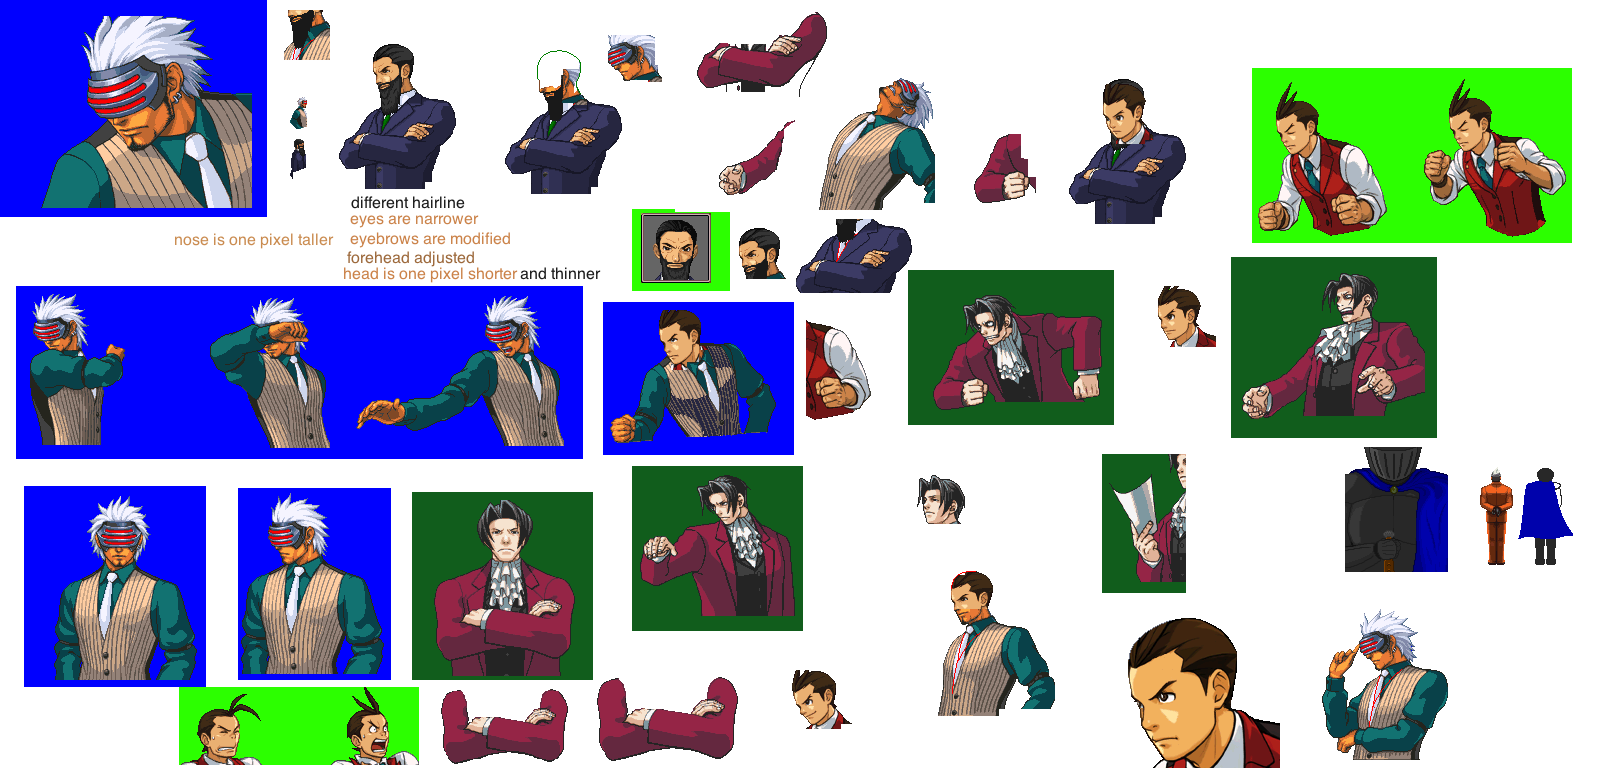 different hairline
eyes are narrower
nose is one pixel taller
eyebrows are modified
forehead adjusted
head is one pixel shorter and thinner